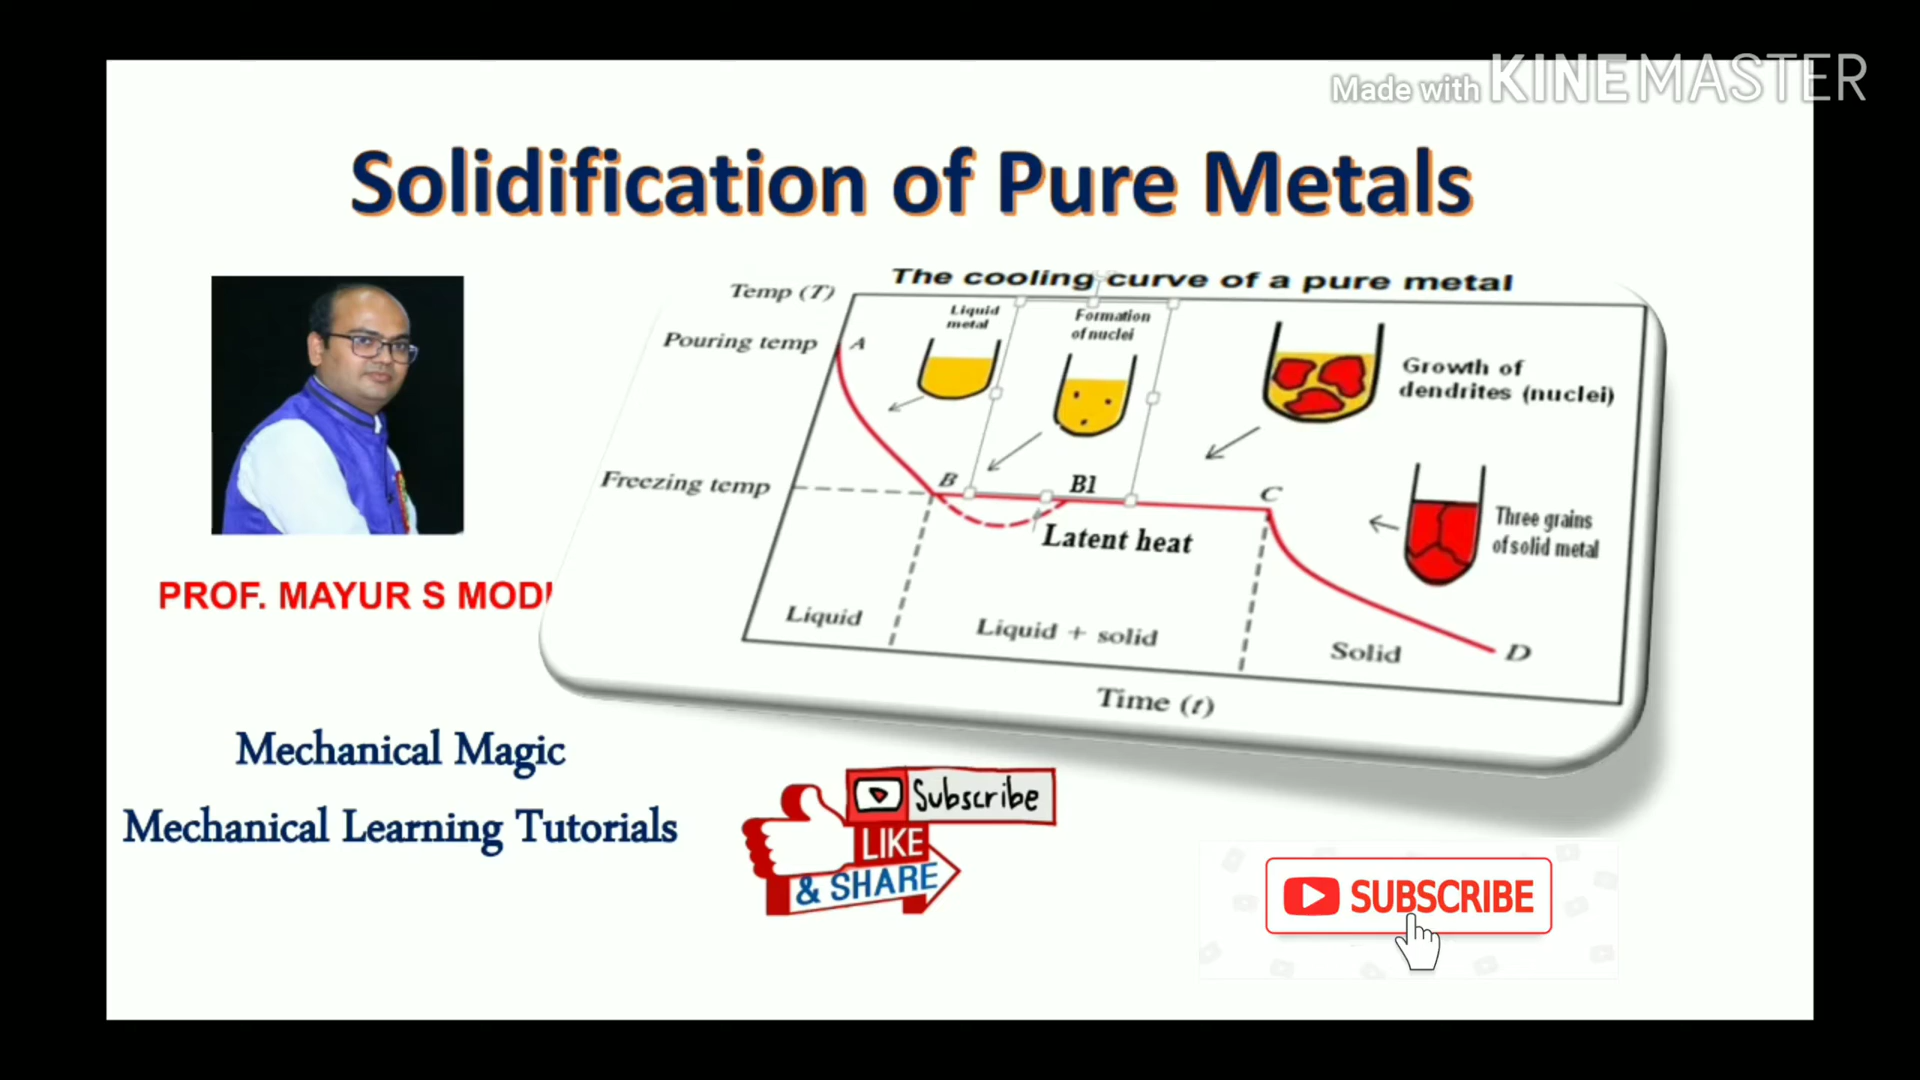 Made with KINEMASTER
Solidification of Pure Metals
The cooling curve of a pure metal
Temp (T)
Liquid
metal
Formation
of nuclei
Pouring temp
A
Growth of
dendrites (nuclei)
Freezing temp
B
B1
C
Three grains
of solid metal
Latent heat
PROF. MAYUR S MODI
Liquid
Liquid + solid
Solid
D
Time (t)
Mechanical Magic
Mechanical Learning Tutorials
Subscribe
LIKE
& SHARE
SUBSCRIBE